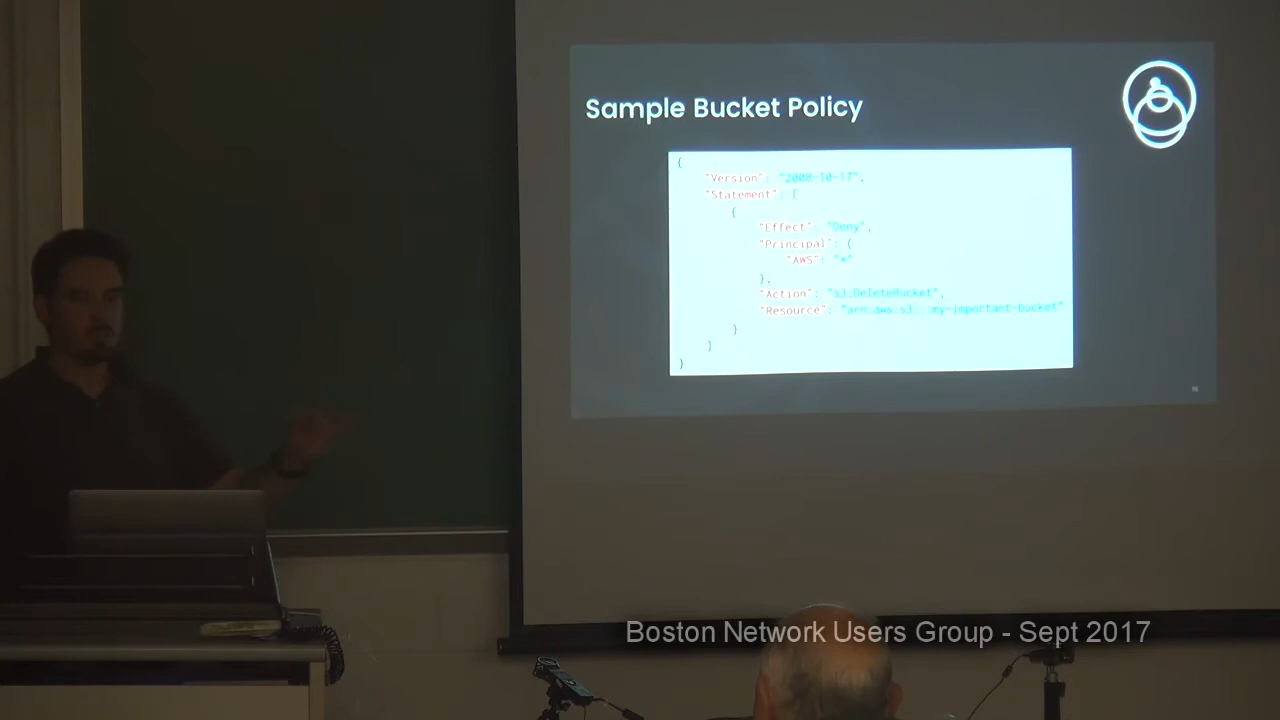 Sample Bucket Policy
{
"Version": "2008-10-17",
"Statement": [
{
"Effect": "Deny",
"Principal": {
"AWS": "*"
},
"Action": "s3:DeleteBucket",
"Resource": "arn:aws:s3:::my-important-bucket"
}
]
}
Boston Network Users Group - Sept 2017